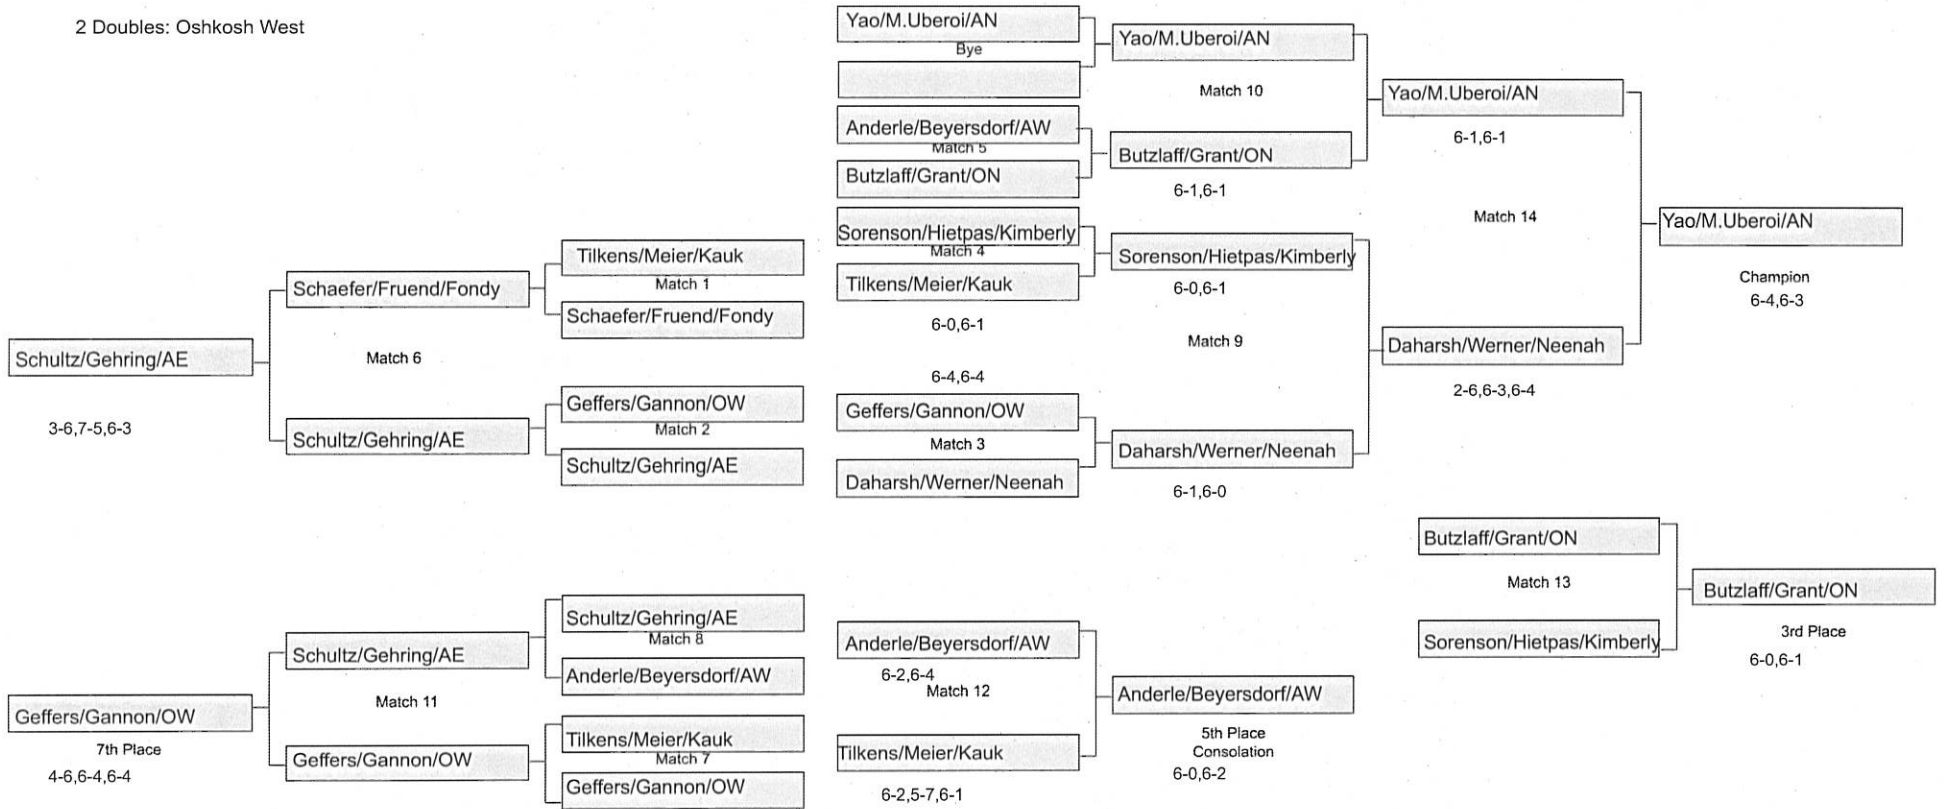 2 Doubles: Oshkosh West
Yao/M.Uberoi/AN
Bye
Yao/M.Uberoi/AN
Match 10
Yao/M.Uberoi/AN
6-1,6-1
Anderle/Beyersdorf/AW
Match 5
Butzlaff/Grant/ON
Butzlaff/Grant/ON
6-1,6-1
Match 14
Yao/M.Uberoi/AN
Champion
6-4,6-3
Sorenson/Hietpas/Kimberly
Match 4
Tilkens/Meier/Kauk
6-0,6-1
Sorenson/Hietpas/Kimberly
6-0,6-1
Match 9
Daharsh/Werner/Neenah
2-6,6-3,6-4
6-4,6-4
Geffers/Gannon/OW
Match 3
Daharsh/Werner/Neenah
Daharsh/Werner/Neenah
6-1,6-0
Tilkens/Meier/Kauk
Match 1
Schaefer/Fruend/Fondy
Schaefer/Fruend/Fondy
Match 6
Schultz/Gehring/AE
3-6,7-5,6-3
Schultz/Gehring/AE
Geffers/Gannon/OW
Match 2
Schultz/Gehring/AE
Butzlaff/Grant/ON
Match 13
Sorenson/Hietpas/Kimberly
Butzlaff/Grant/ON
3rd Place
6-0,6-1
Schultz/Gehring/AE
Match 8
Anderle/Beyersdorf/AW
Schultz/Gehring/AE
Match 11
Geffers/Gannon/OW
7th Place
4-6,6-4,6-4
Geffers/Gannon/OW
Tilkens/Meier/Kauk
Match 7
Geffers/Gannon/OW
Anderle/Beyersdorf/AW
6-2,6-4
Match 12
Tilkens/Meier/Kauk
6-2,5-7,6-1
Anderle/Beyersdorf/AW
5th Place
Consolation
6-0,6-2